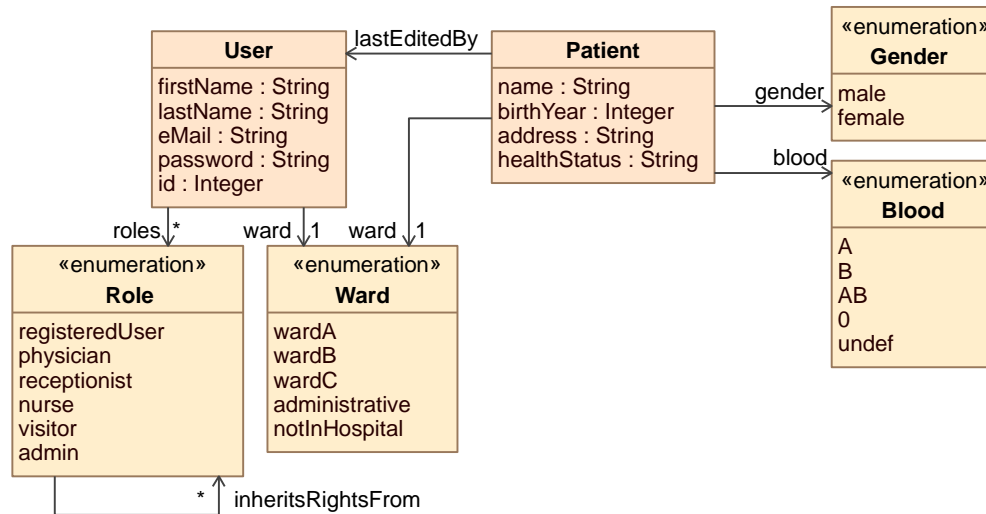 User
firstName : String
lastName : String
eMail : String
password : String
id : Integer
lastEditedBy
Patient
name : String
birthYear : Integer
address : String
healthStatus : String
gender
«enumeration»
Gender
male
female
blood
«enumeration»
Blood
A
B
AB
0
undef
roles *
ward 1
ward 1
«enumeration»
Role
registeredUser
physician
receptionist
nurse
visitor
admin
«enumeration»
Ward
wardA
wardB
wardC
administrative
notInHospital
* inheritsRightsFrom